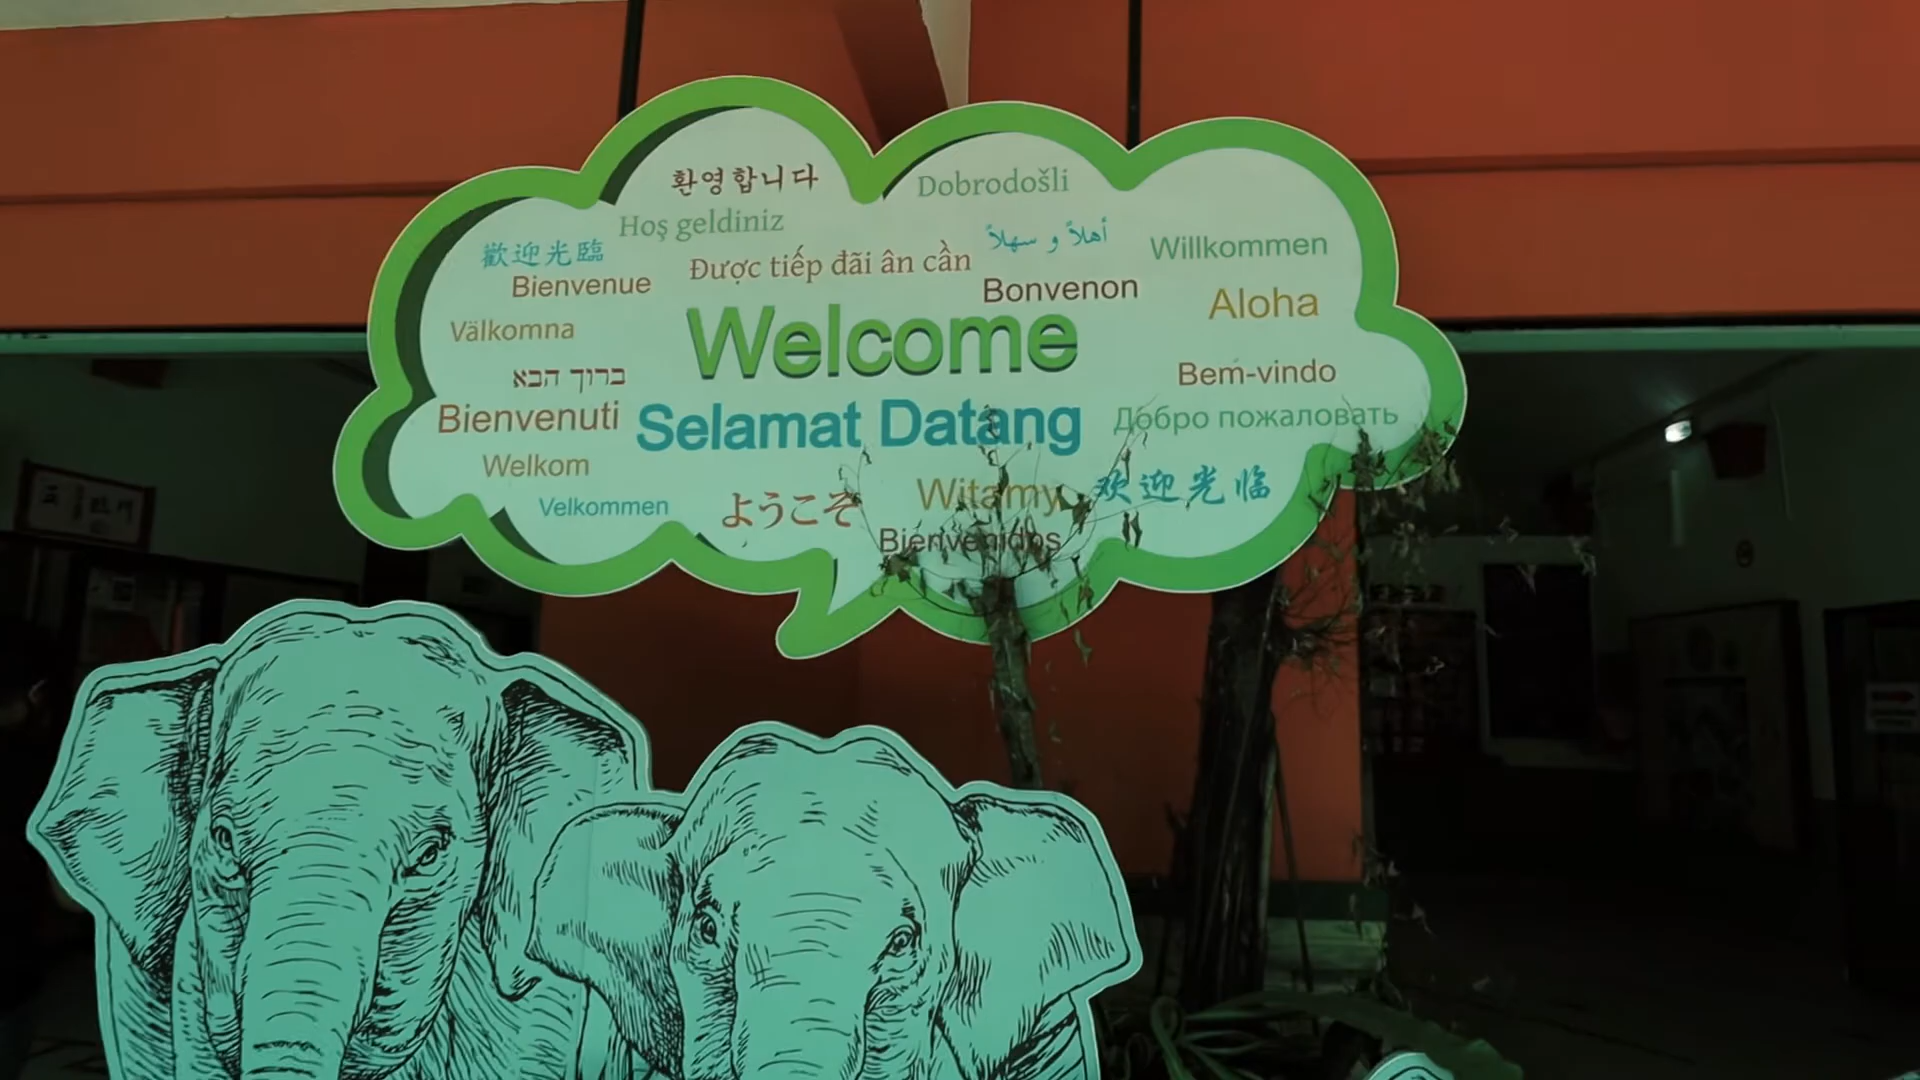 환영합니다
Dobrodošli
Hoş geldiniz
歡迎光臨
Được tiếp đãi ân cần
أهلاً و سهلاً
Willkommen
Bienvenue
Bonvenon
Aloha
Välkomna
Welcome
ברוך הבא
Bem-vindo
Bienvenuti
Selamat Datang
Добро пожаловать
Welkom
Velkommen
ようこそ
Witamy
欢迎光临
Bienvenidos